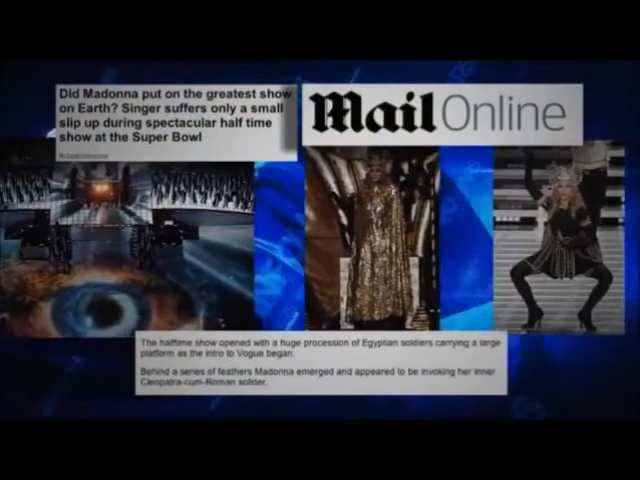 Did Madonna put on the greatest show
on Earth? Singer suffers only a small
slip up during spectacular half time
show at the Super Bowl
Mail Online
The halftime show opened with a huge procession of Egyptian soldiers carrying a large
platform as the intro to Vogue began.
Behind a series of feathers Madonna emerged and appeared to be invoking her inner
Cleopatra-cum-Roman solider.